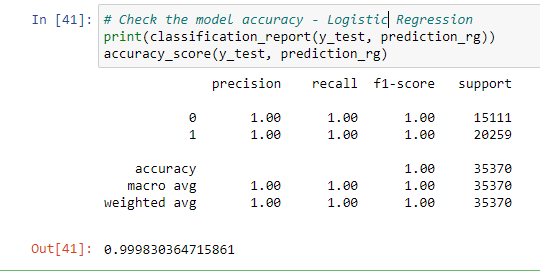 In [41]: # Check the model accuracy - Logistic Regression
print(classification_report(y_test, prediction_rg))
accuracy_score(y_test, prediction_rg)
precision recall f1-score support
0 1.00 1.00 1.00 15111
1 1.00 1.00 1.00 20259
accuracy 1.00 35370
macro avg 1.00 1.00 1.00 35370
weighted avg 1.00 1.00 1.00 35370
Out[41]: 0.999830364715861